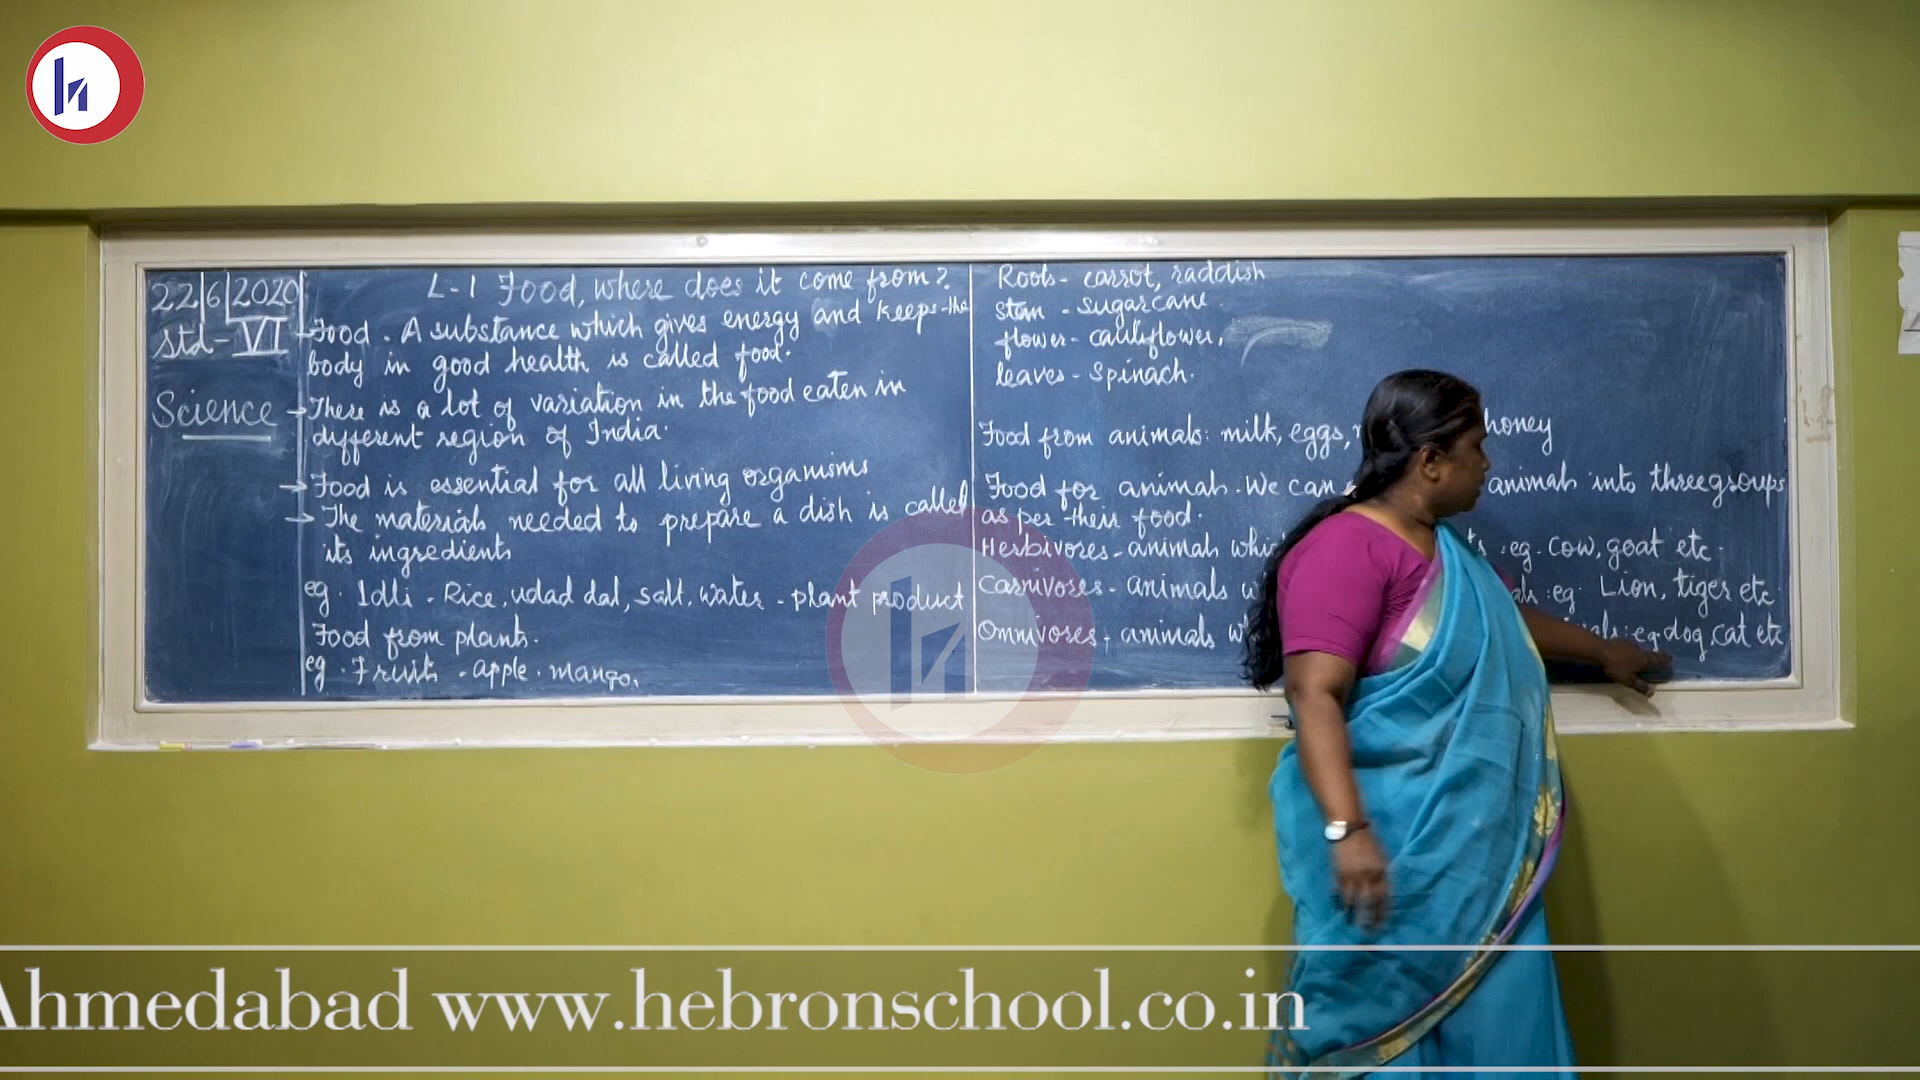 22|6|2020
std- VI
Science
L-1 Food, where does it come from?
Food. A substance which gives energy and keeps the
body in good health is called food.
→There is a lot of variation in the food eaten in
different region of India.
→Food is essential for all living organisms
→The materials needed to prepare a dish is called
its ingredients
eg. Idli - Rice, udad dal, salt, water - plant product
Food from plants.
eg. Fruits - apple. mango.
Roots - carrot, raddish
stem - sugarcane.
flower - cauliflower,
leaves - spinach.
Food from animals: milk, eggs, honey
Food for animals. We can animals into three groups
as per their food.
Herbivores - animals eg. cow, goat etc.
Carnivores - animals eg: Lion, tiger etc
Omnivores - animals eg. dog, cat etc
Ahmedabad www.hebronschool.co.in